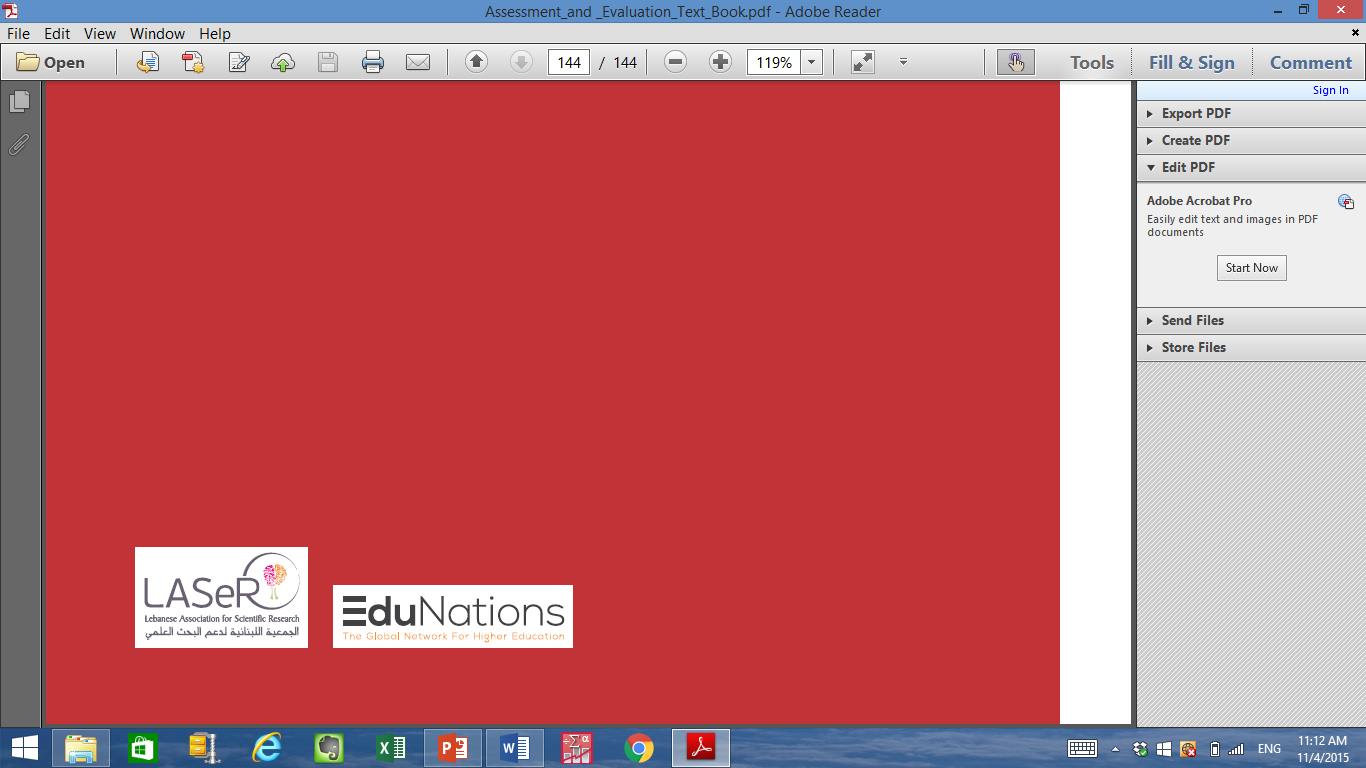 Assessment_and _Evaluation_Text_Book.pdf - Adobe Reader
File Edit View Window Help
Open 144 / 144 119% Tools Fill & Sign Comment
Sign In
Export PDF
Create PDF
Edit PDF
Adobe Acrobat Pro
Easily edit text and images in PDF
documents
Start Now
Send Files
Store Files
LASeR
Lebanese Association for Scientific Research
الجمعية اللبنانية لدعم البحث العلمي
EduNations
The Global Network For Higher Education
ENG
11:12 AM
11/4/2015